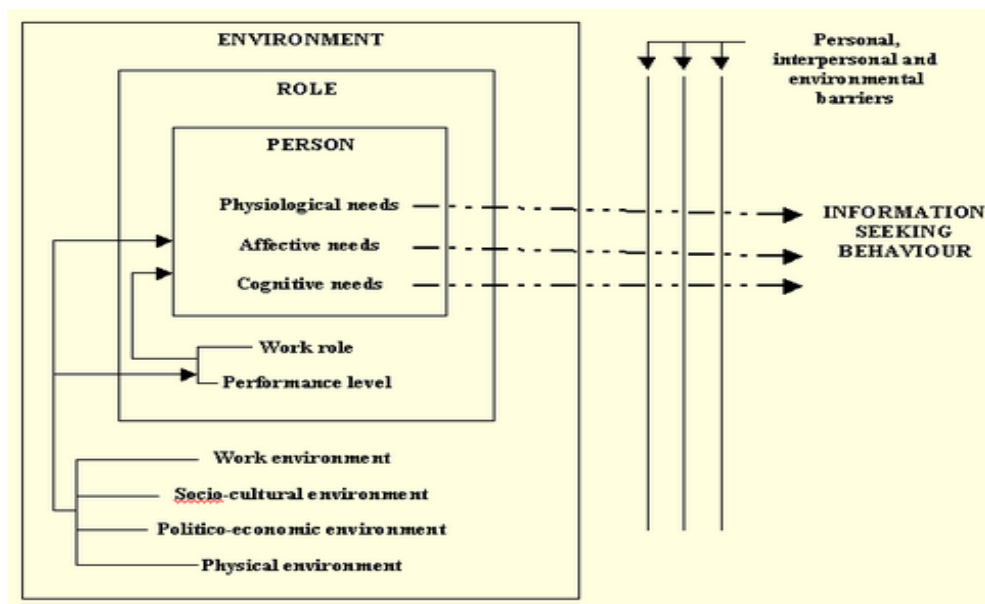 ENVIRONMENT
ROLE
PERSON
Physiological needs
Affective needs
Cognitive needs
Work role
Performance level
Work environment
Socio-cultural environment
Politico-economic environment
Physical environment
Personal,
interpersonal and
environmental
barriers
INFORMATION
SEEKING
BEHAVIOUR